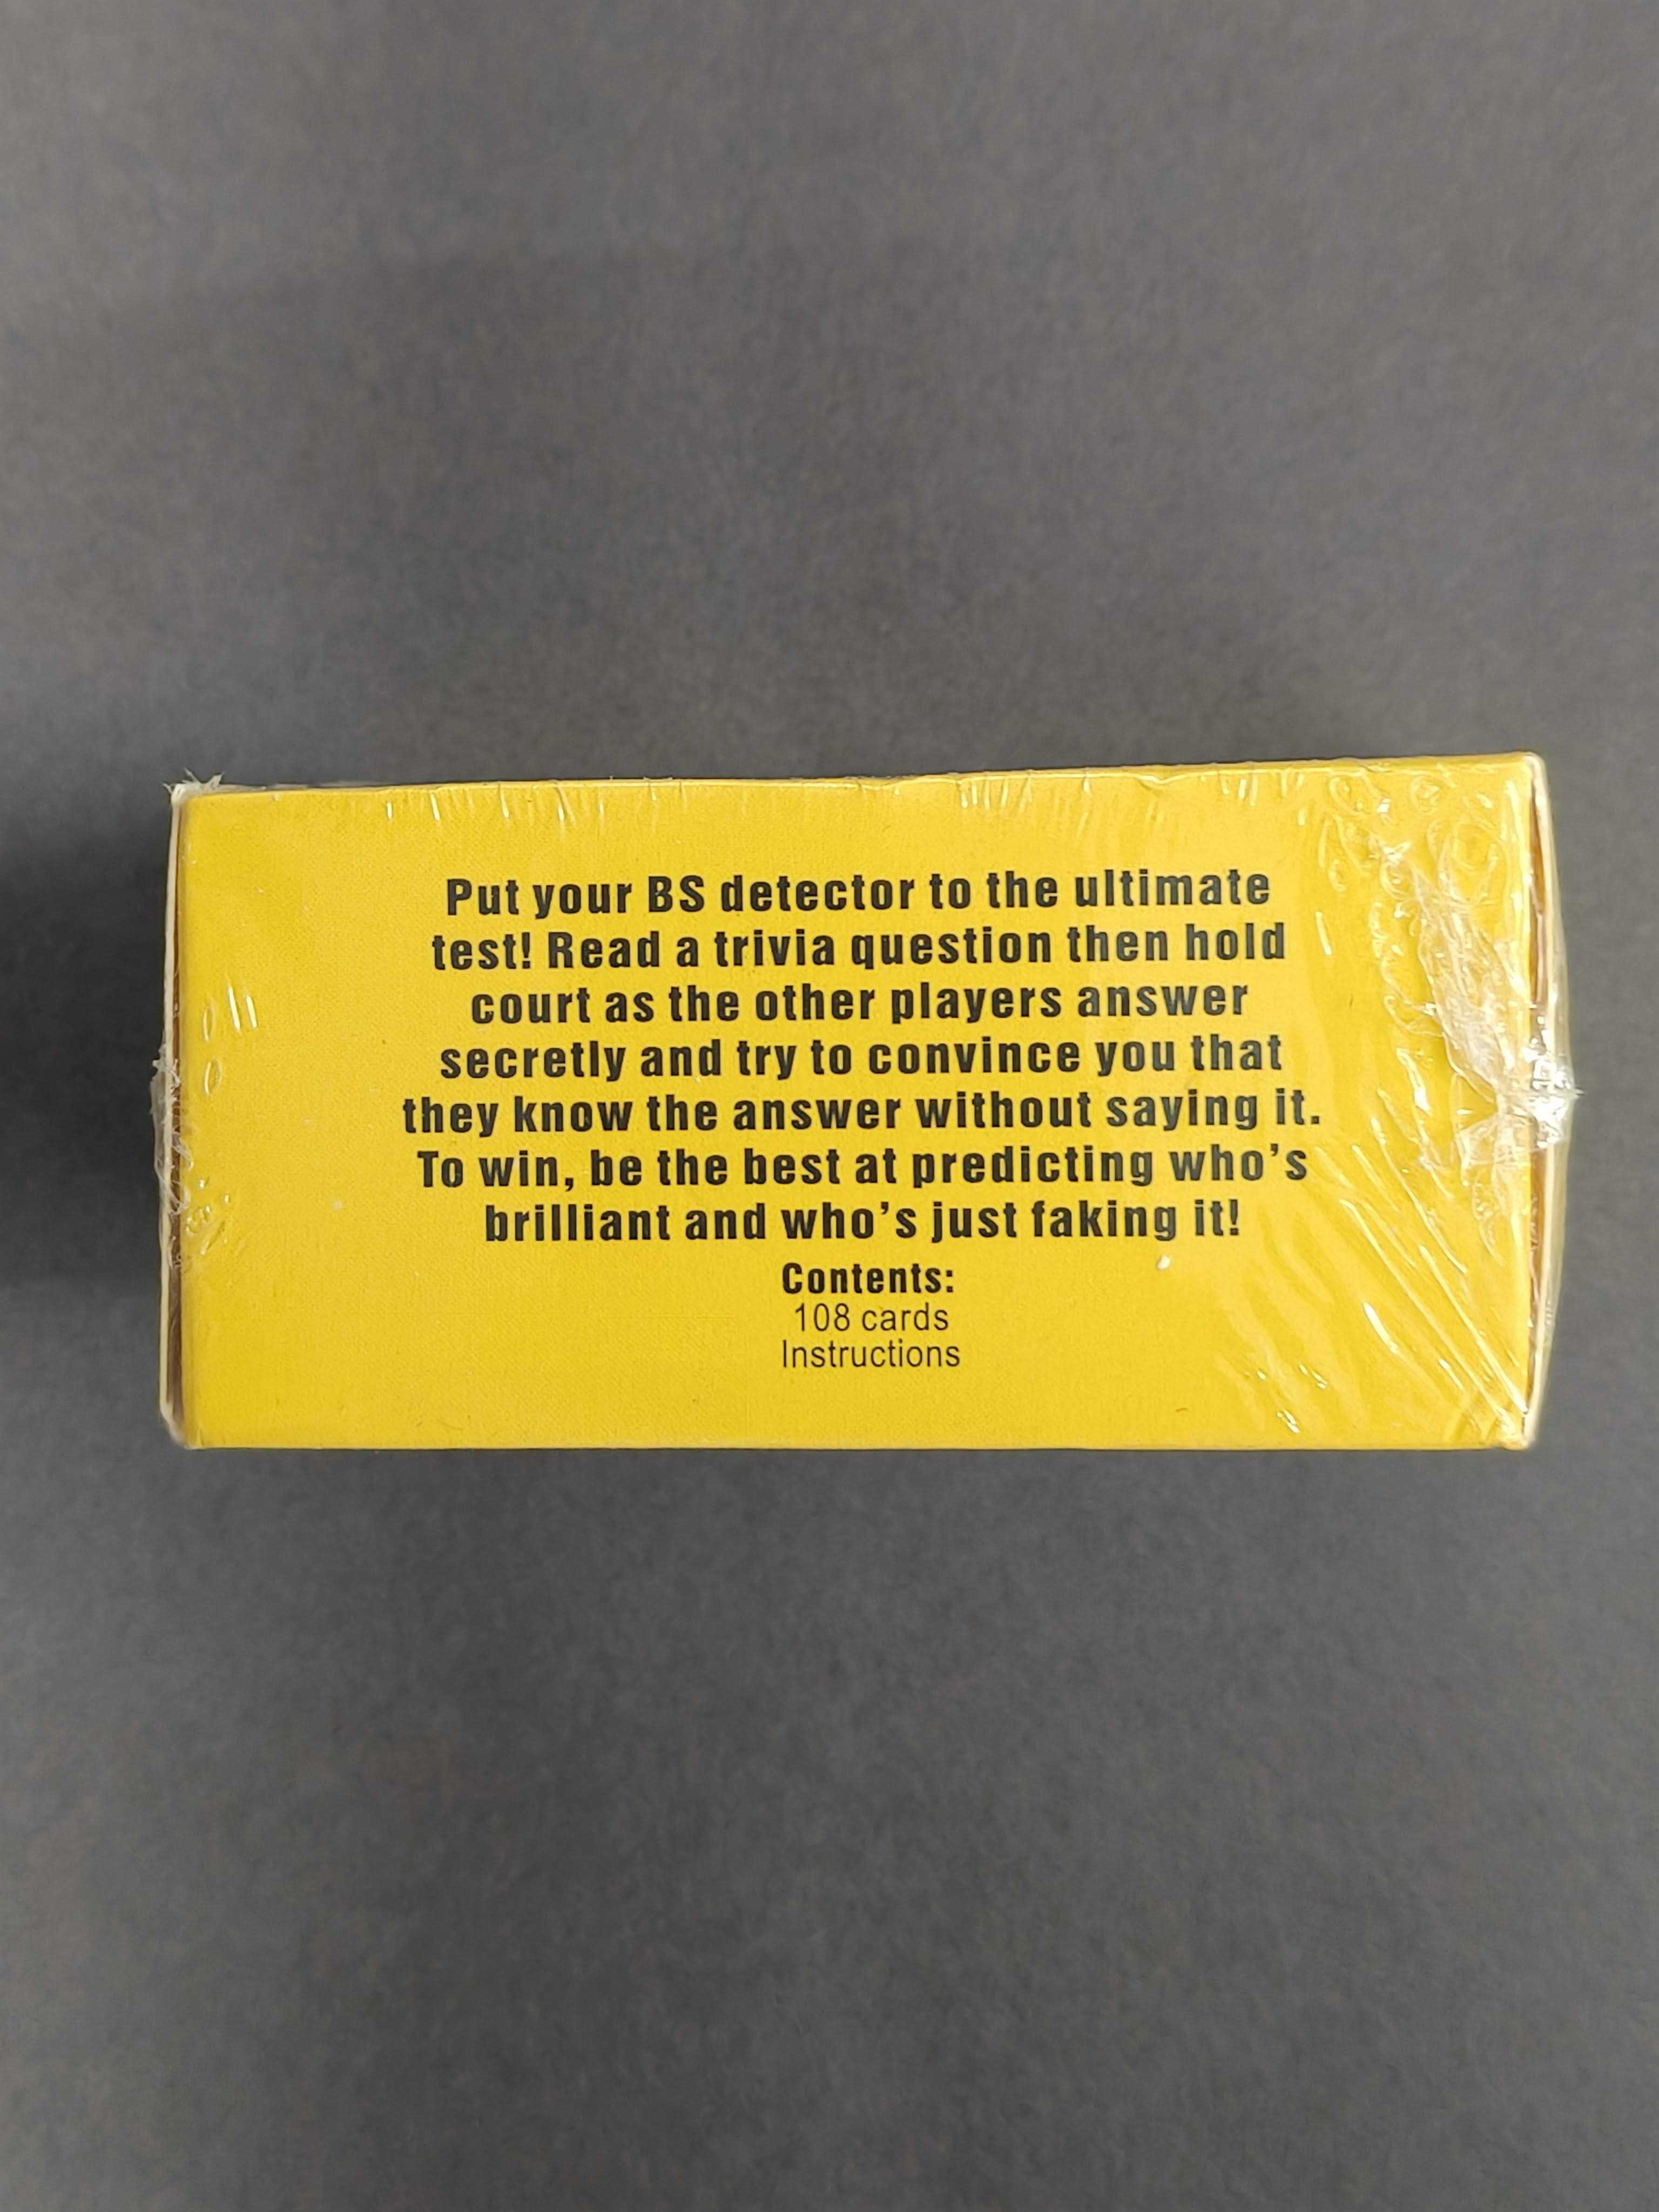 Put your BS detector to the ultimate
test! Read a trivia question then hold
court as the other players answer
secretly and try to convince you that
they know the answer without saying it.
To win, be the best at predicting who's
brilliant and who's just faking it!
Contents:
108 cards
Instructions